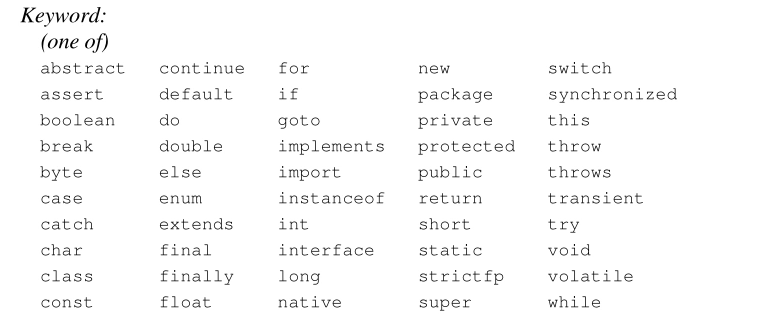 Keyword:
(one of)
abstract continue for new switch
assert default if package synchronized
boolean do goto private this
break double implements protected throw
byte else import public throws
case enum instanceof return transient
catch extends int short try
char final interface static void
class finally long strictfp volatile
const float native super while